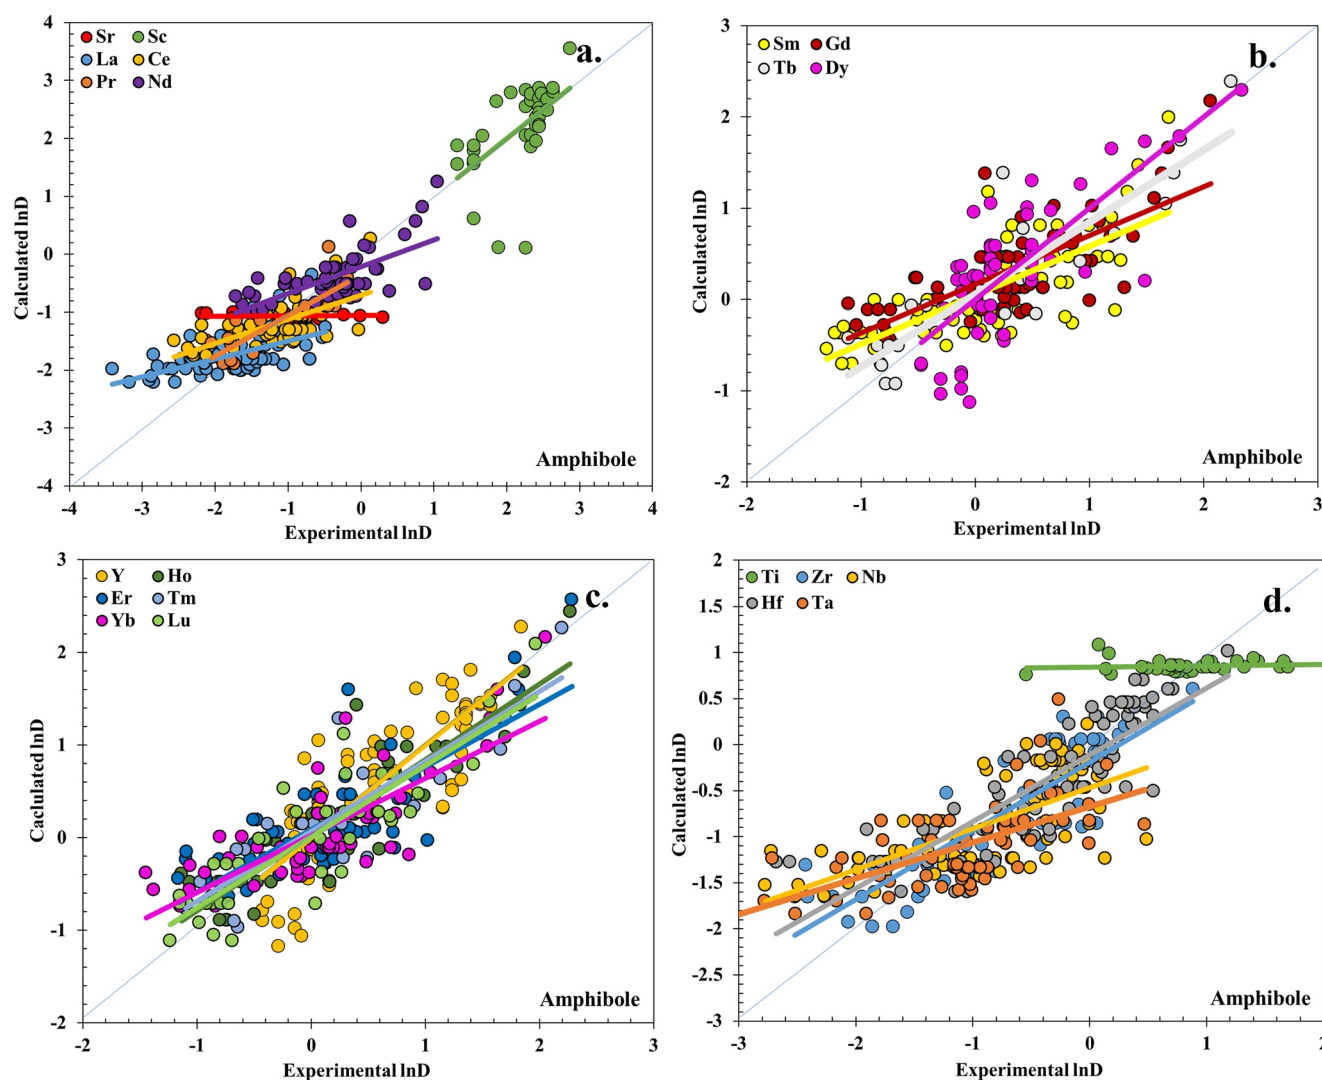 4
3
2
1
0
-1
-2
-3
-4
Calculated lnD
Sr Sc
La Ce
Pr Nd
a.
Amphibole
-4 -3 -2 -1 0 1 2 3 4
Experimental lnD
3
2
1
0
-1
-2
Calculated lnD
Sm Gd
Tb Dy
b.
Amphibole
-2 -1 0 1 2 3
Experimental lnD
3
2
1
0
-1
-2
Caclulated lnD
Y Ho
Er Tm
Yb Lu
c.
Amphibole
-2 -1 0 1 2 3
Experimental lnD
2
1.5
1
0.5
0
-0.5
-1
-1.5
-2
-2.5
-3
Calculated lnD
Ti Zr Nb
Hf Ta
d.
Amphibole
-3 -2 -1 0 1 2
Experimental lnD